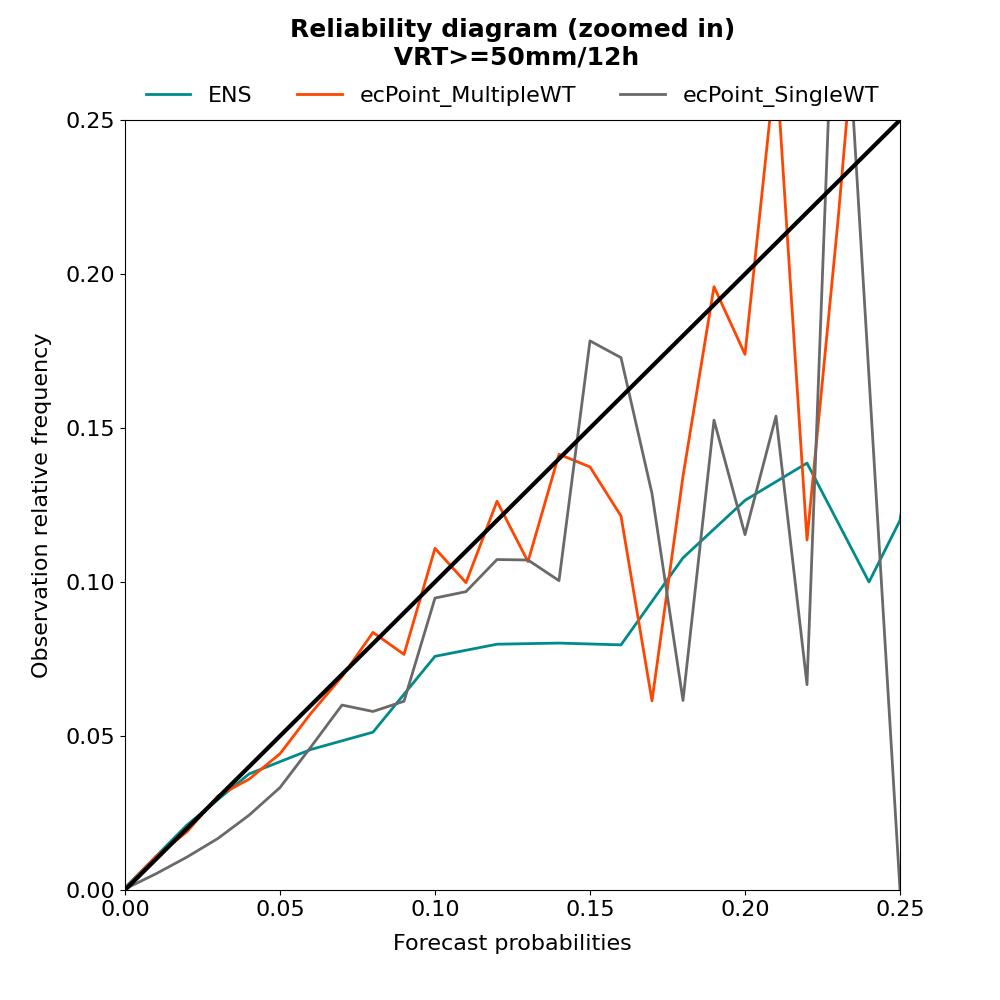 Reliability diagram (zoomed in)
VRT>=50mm/12h
ENS ecPoint_MultipleWT ecPoint_SingleWT
0.25
0.20
0.15
0.10
0.05
0.00
Observation relative frequency
0.00 0.05 0.10 0.15 0.20 0.25
Forecast probabilities